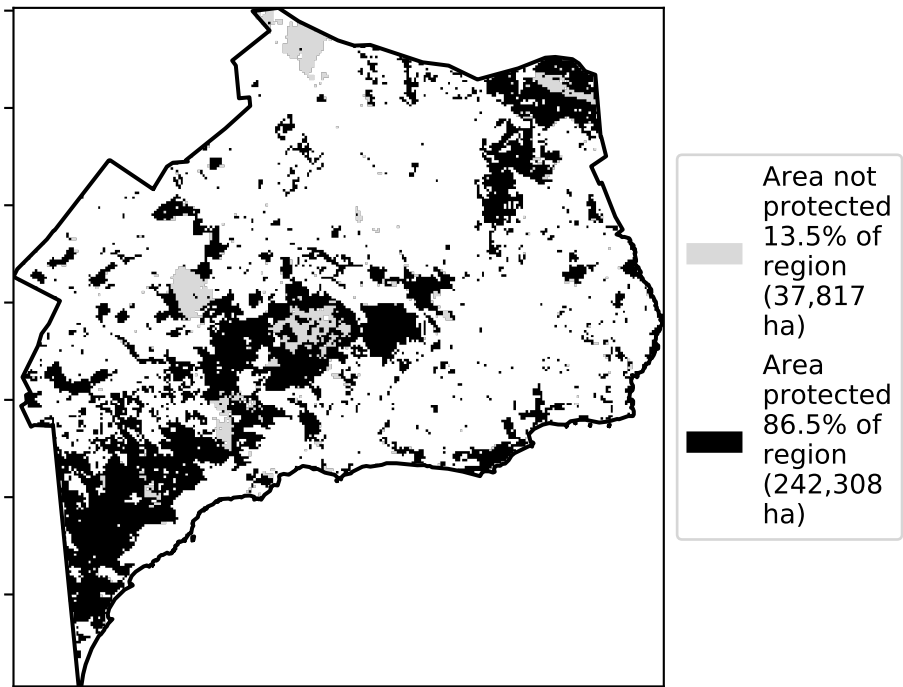 Area not
protected
13.5% of
region
(37,817
ha)
Area
protected
86.5% of
region
(242,308
ha)